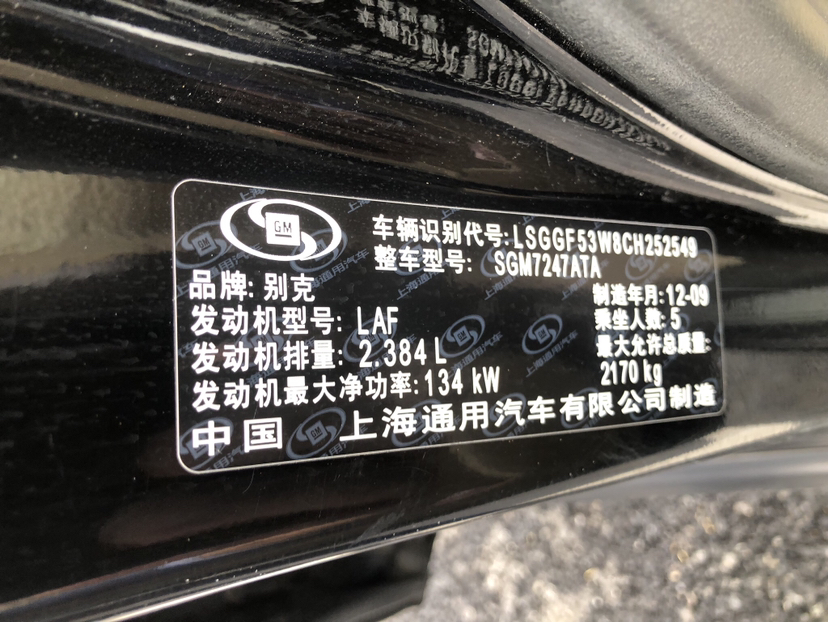 GM
车辆识别代号:LSGGF53W8CH252549
整车型号: SGM7247ATA
品牌: 别克
制造年月:12-09
发动机型号: LAF
乘坐人数:5
发动机排量: 2.384 L
最大允许总质量:
2170 kg
发动机最大净功率:134 kW
中国 上海通用汽车有限公司制造